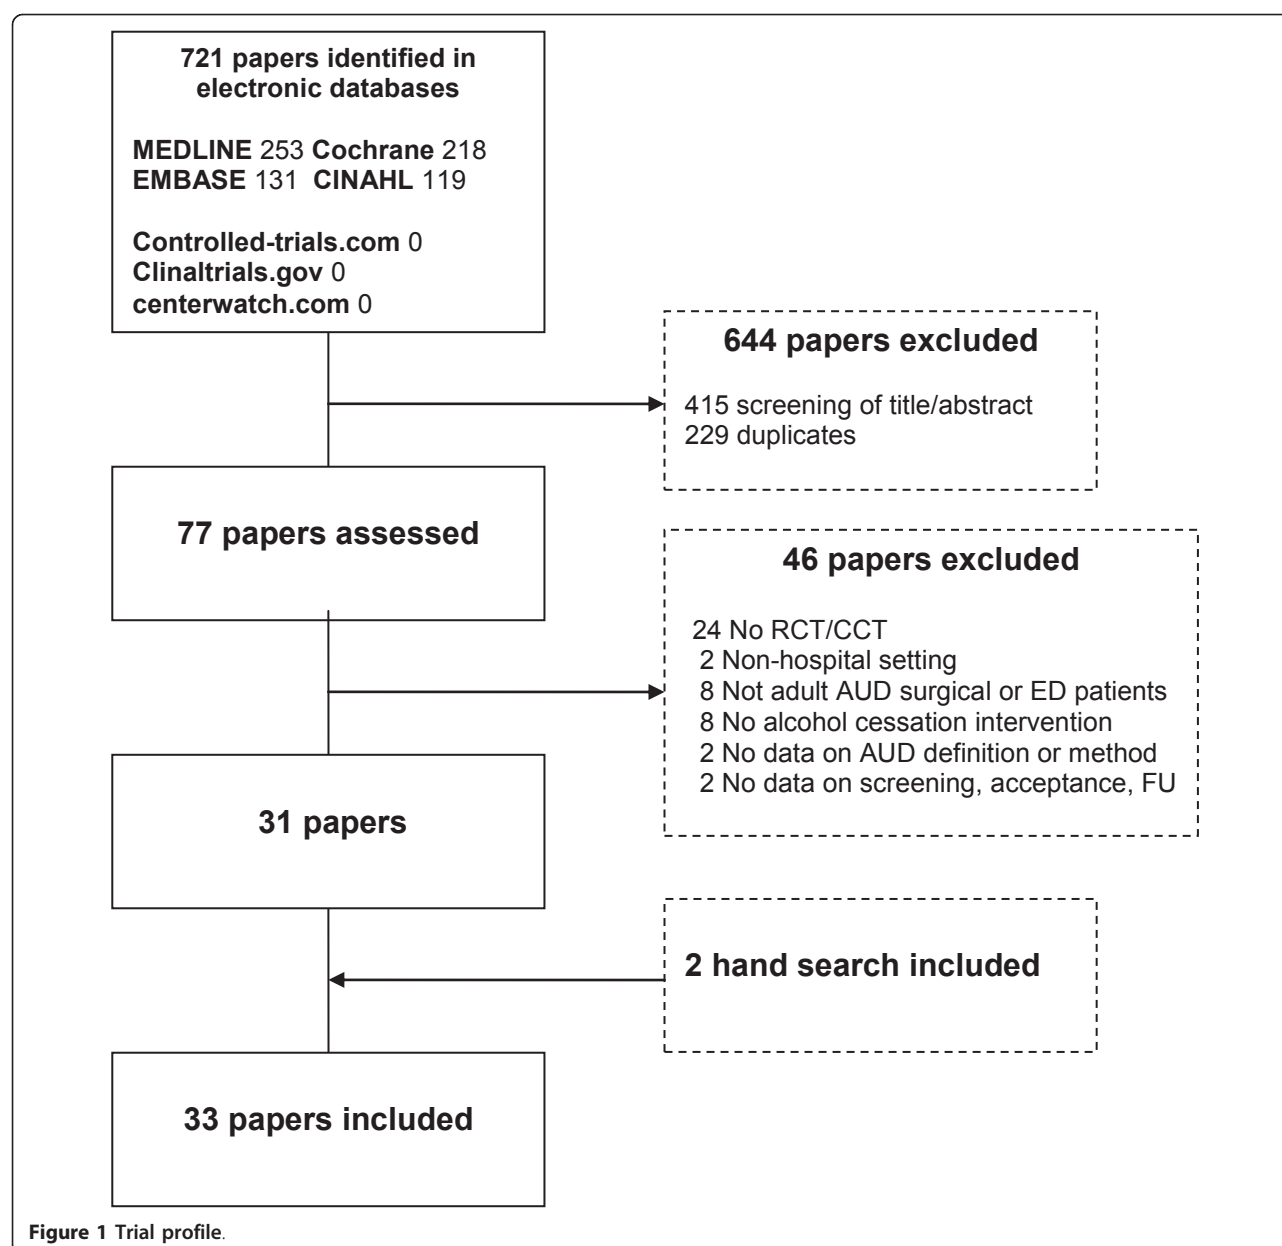 721 papers identified in
electronic databases
MEDLINE 253 Cochrane 218
EMBASE 131 CINAHL 119
Controlled-trials.com 0
Clinaltrials.gov 0
centerwatch.com 0
644 papers excluded
415 screening of title/abstract
229 duplicates
77 papers assessed
46 papers excluded
24 No RCT/CCT
2 Non-hospital setting
8 Not adult AUD surgical or ED patients
8 No alcohol cessation intervention
2 No data on AUD definition or method
2 No data on screening, acceptance, FU
31 papers
2 hand search included
33 papers included
Figure 1 Trial profile.